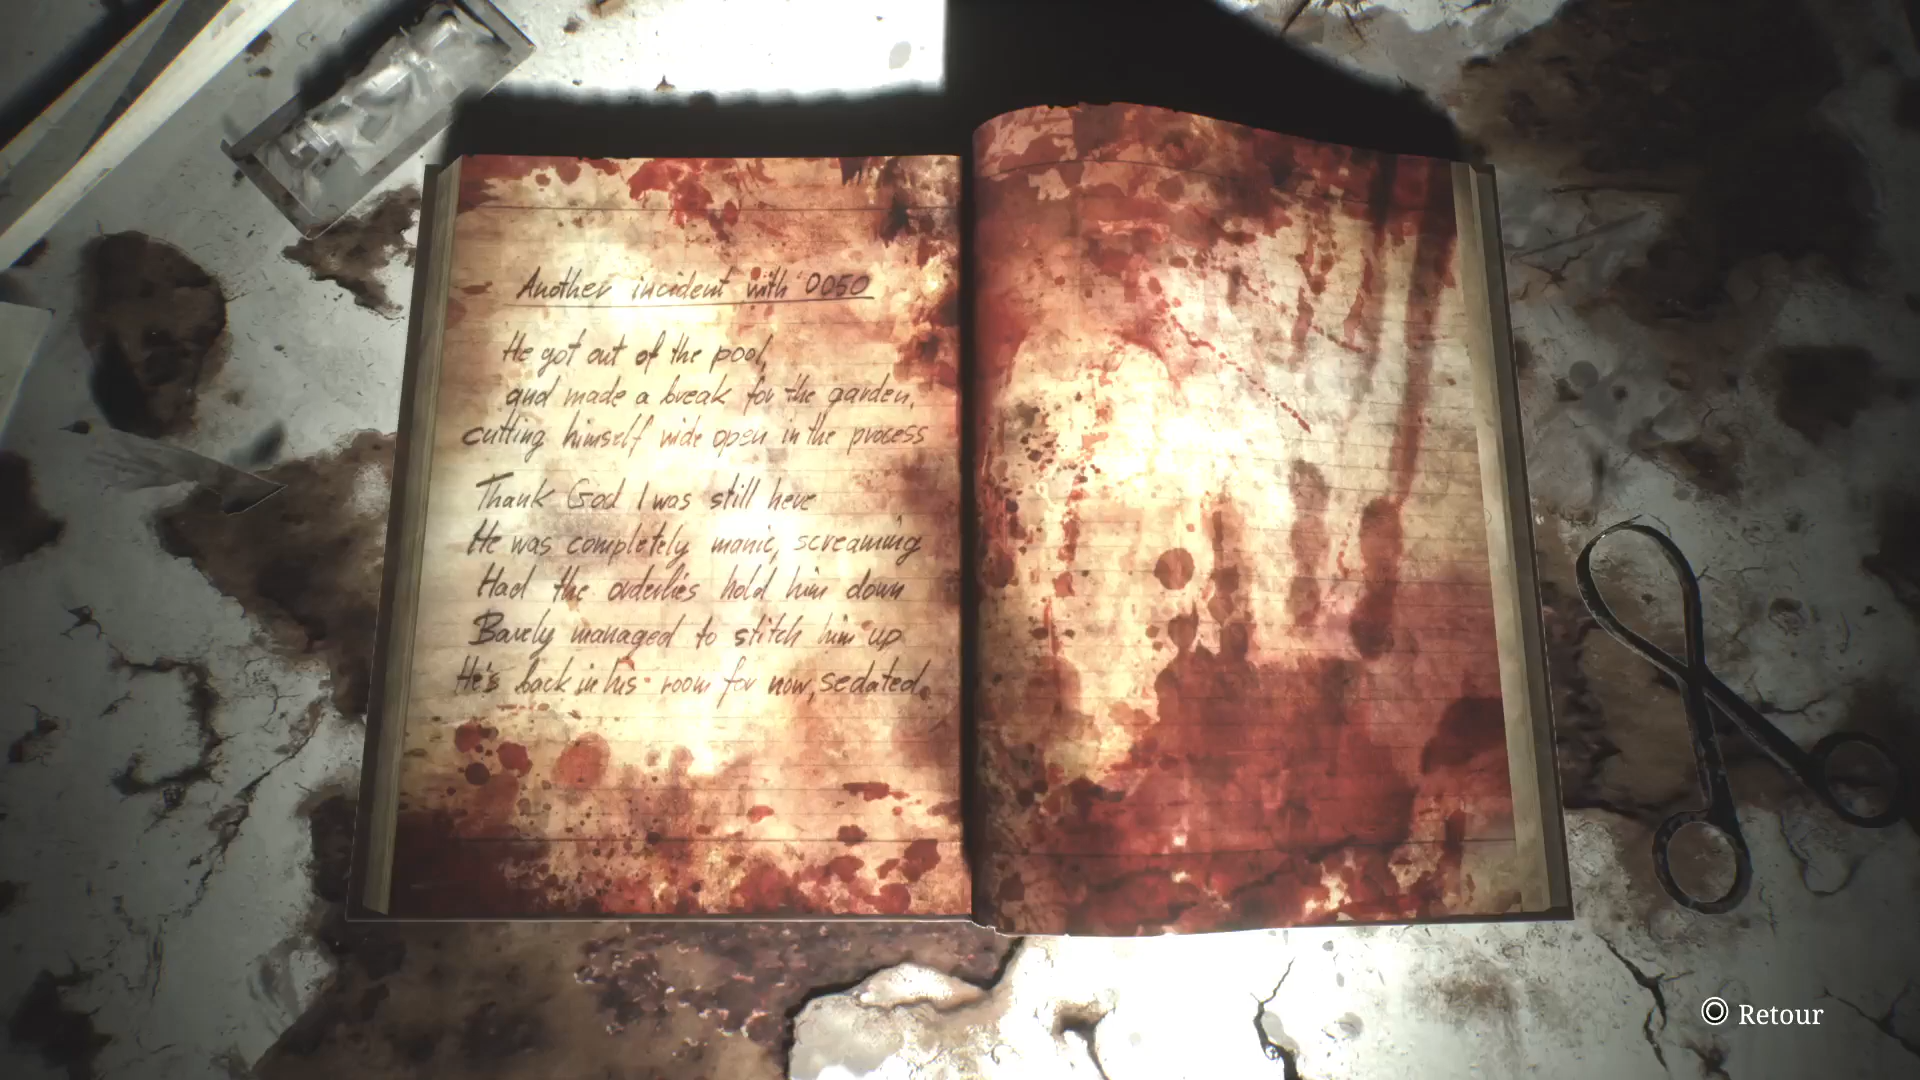 Another incident with 0050
He got out of the pool,
and made a break for the garden,
cutting himself wide open in the process
Thank God I was still here
He was completely manic, screaming
Had the orderlies hold him down
Barely managed to stitch him up
He's back in his room for now, sedated.
Retour